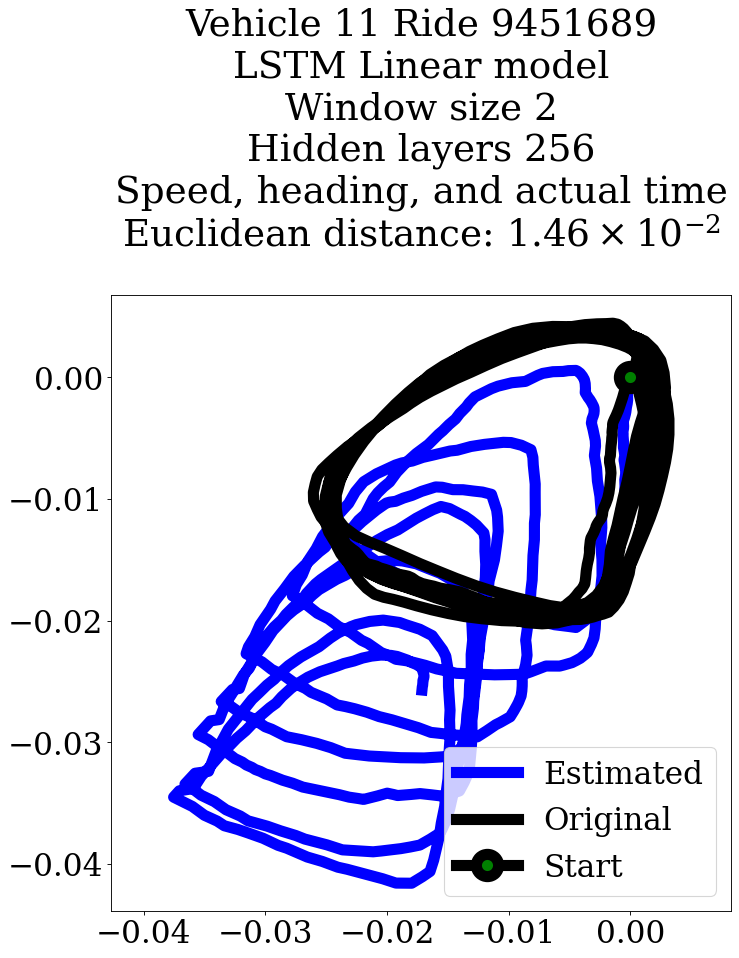 Vehicle 11 Ride 9451689
LSTM Linear model
Window size 2
Hidden layers 256
Speed, heading, and actual time
Euclidean distance: 1.46 × 10⁻²
0.00
−0.01
−0.02
−0.03
−0.04
Estimated
Original
Start
−0.04 −0.03 −0.02 −0.01 0.00